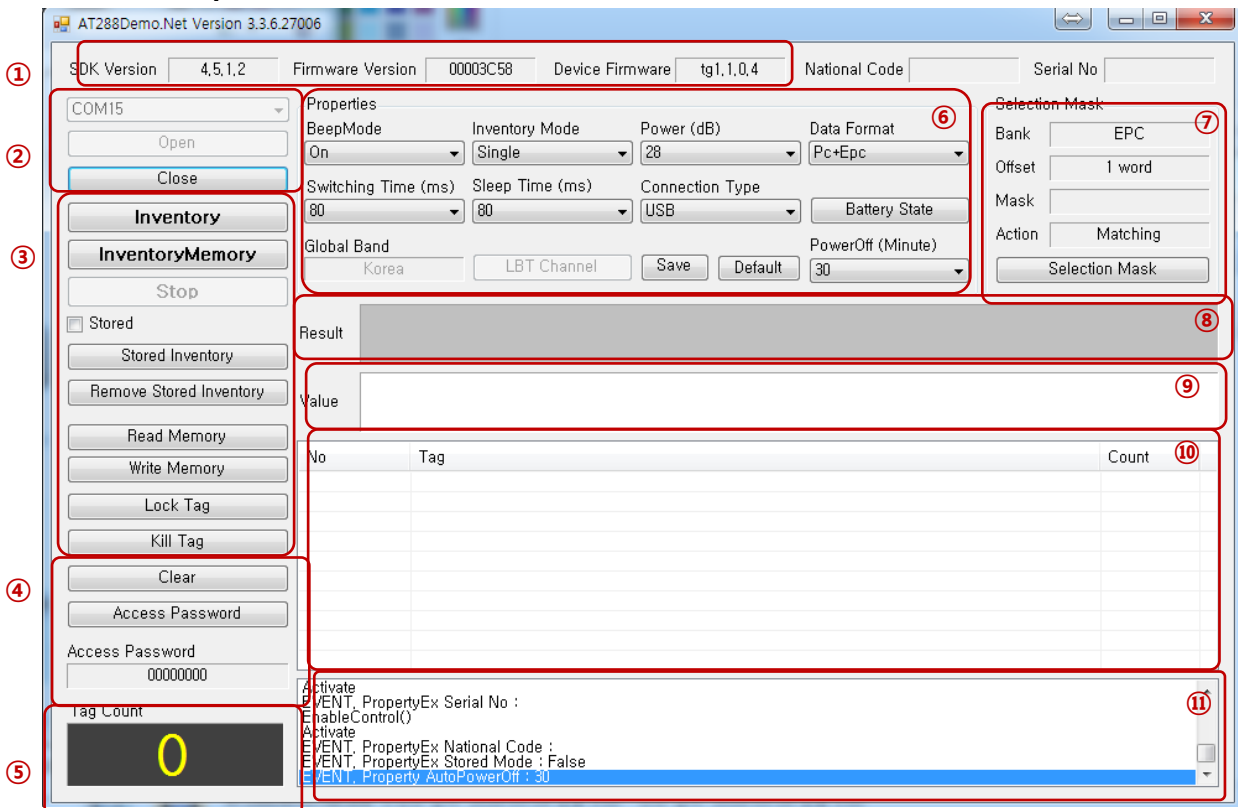 AT288Demo.Net Version 3.3.6.27006
①
SDK Version 4,5,1,2 Firmware Version 00003C58 Device Firmware tg1,1,0,4 National Code Serial No
②
COM15
Open
Close
③
Inventory
InventoryMemory
Stop
Stored
Stored Inventory
Remove Stored Inventory
Read Memory
Write Memory
Lock Tag
Kill Tag
④
Clear
Access Password
Access Password
00000000
⑤
Tag Count
0
Properties
⑥
BeepMode Inventory Mode Power (dB) Data Format
On Single 28 Pc+Epc
Switching Time (ms) Sleep Time (ms) Connection Type
80 80 USB Battery State
Global Band PowerOff (Minute)
Korea LBT Channel Save Default 30
Selection Mask
⑦
Bank EPC
Offset 1 word
Mask
Action Matching
Selection Mask
⑧
Result
⑨
Value
⑩
No Tag Count
⑪
Activate
EVENT, PropertyEx Serial No :
EnableControl()
Activate
EVENT, PropertyEx National Code :
EVENT, PropertyEx Stored Mode : False
EVENT, Property AutoPowerOff : 30